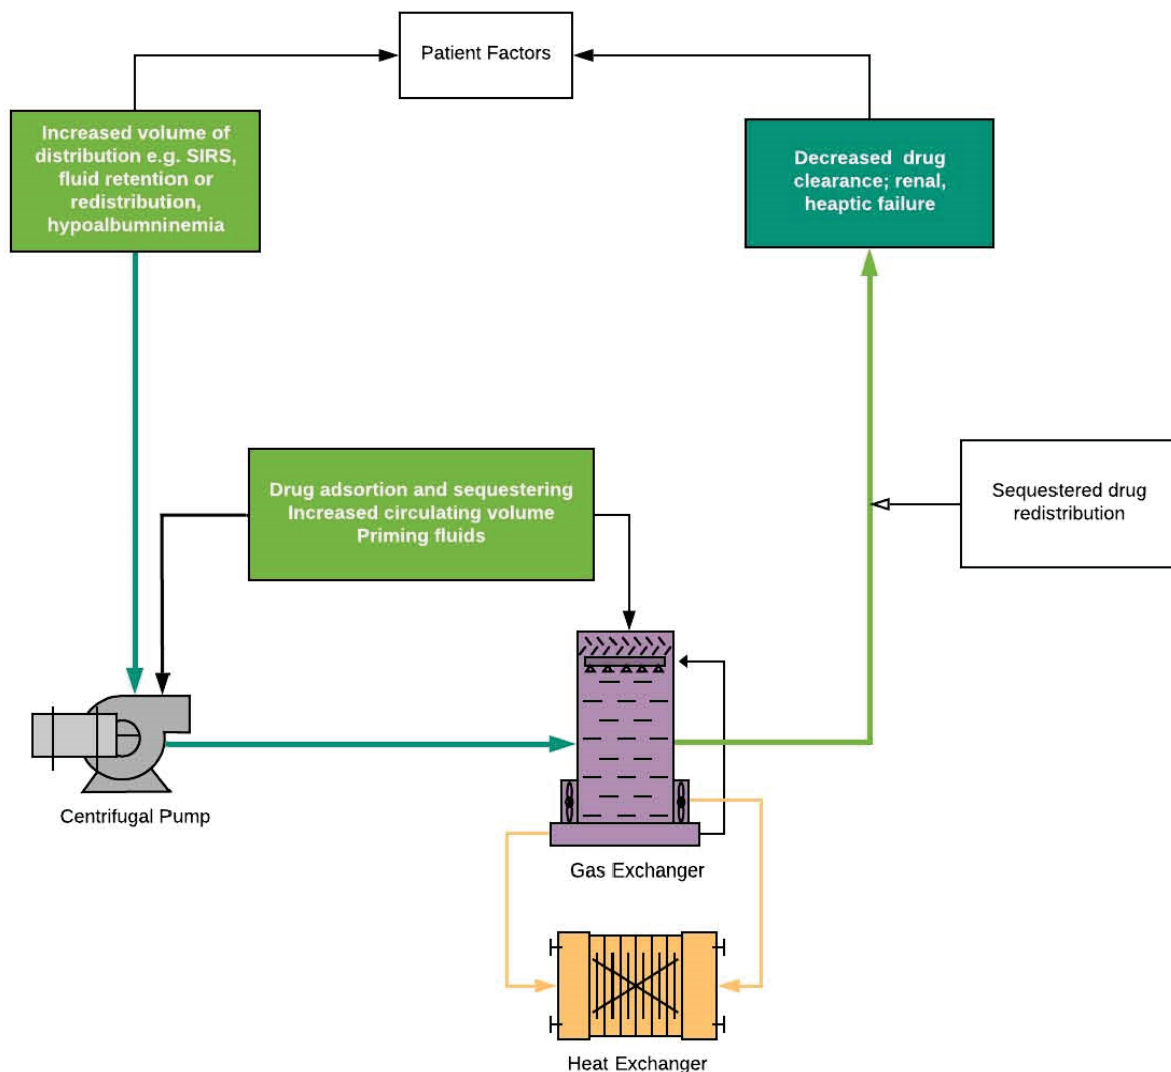 Patient Factors
Increased volume of
distribution e.g. SIRS,
fluid retention or
redistribution,
hypoalbumninemia
Decreased drug
clearance; renal,
heaptic failure
Drug adsortion and sequestering
Increased circulating volume
Priming fluids
Sequestered drug
redistribution
Centrifugal Pump
Gas Exchanger
Heat Exchanger